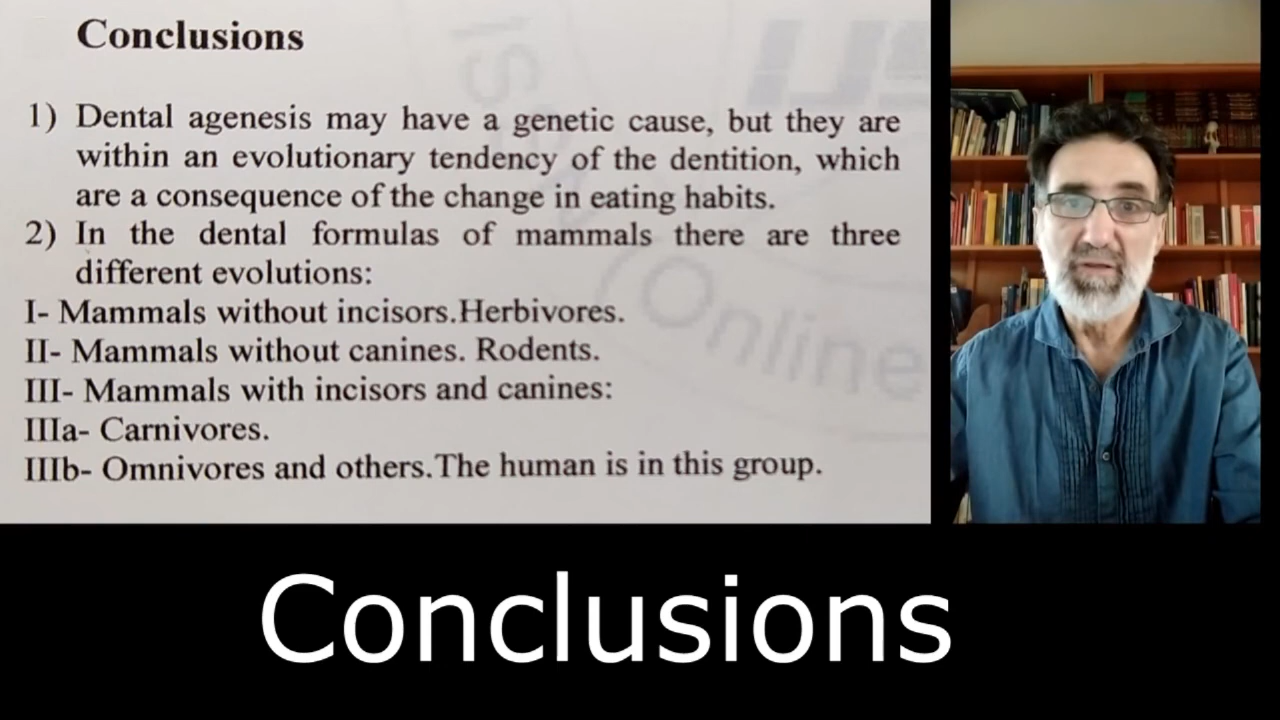 Conclusions
1) Dental agenesis may have a genetic cause, but they are
within an evolutionary tendency of the dentition, which
are a consequence of the change in eating habits.
2) In the dental formulas of mammals there are three
different evolutions:
I- Mammals without incisors.Herbivores.
II- Mammals without canines. Rodents.
III- Mammals with incisors and canines:
IIIa- Carnivores.
IIIb- Omnivores and others.The human is in this group.
Online
Conclusions